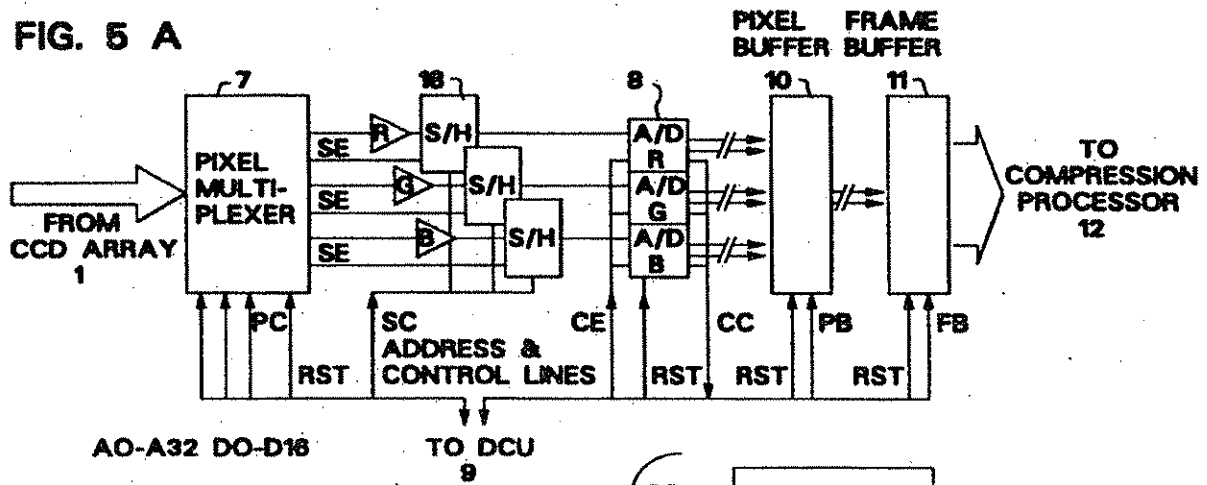 FIG. 5 A
PIXEL FRAME
BUFFER BUFFER
7
16
8
10
11
R
S/H
A/D
R
SE
PIXEL
MULTI-
PLEXER
G
S/H
A/D
G
SE
B
S/H
A/D
B
SE
FROM
CCD ARRAY
1
TO
COMPRESSION
PROCESSOR
12
PC
SC
CE
CC
PB
FB
ADDRESS &
CONTROL LINES
RST
RST
RST
RST
AO-A32 DO-D16
TO DCU
9